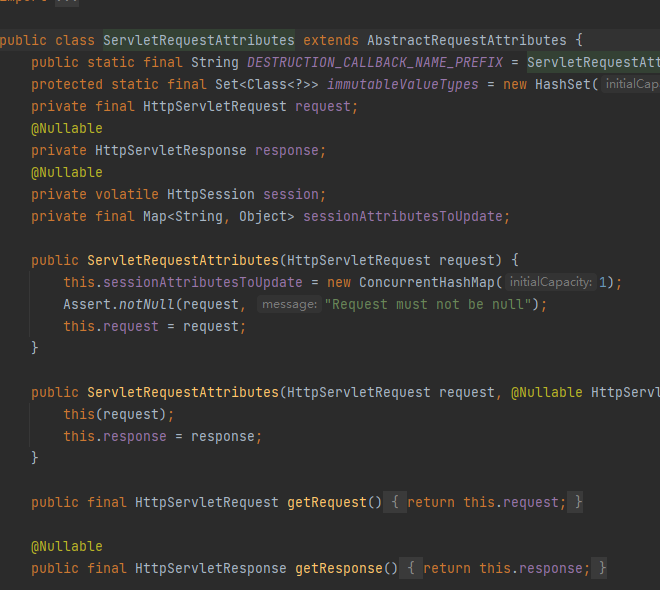 import ...
public class ServletRequestAttributes extends AbstractRequestAttributes {
public static final String DESTRUCTION_CALLBACK_NAME_PREFIX = ServletRequestAtt
protected static final Set<Class<?>> immutableValueTypes = new HashSet( initialCapa
private final HttpServletRequest request;
@Nullable
private HttpServletResponse response;
@Nullable
private volatile HttpSession session;
private final Map<String, Object> sessionAttributesToUpdate;
public ServletRequestAttributes(HttpServletRequest request) {
this.sessionAttributesToUpdate = new ConcurrentHashMap( initialCapacity: 1);
Assert.notNull(request, message: "Request must not be null");
this.request = request;
}
public ServletRequestAttributes(HttpServletRequest request, @Nullable HttpServl
this(request);
this.response = response;
}
public final HttpServletRequest getRequest() { return this.request; }
@Nullable
public final HttpServletResponse getResponse() { return this.response; }